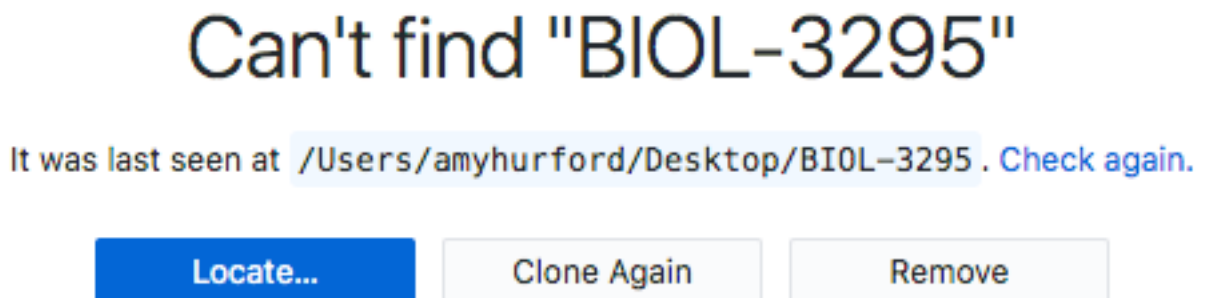 Can't find "BIOL-3295"
It was last seen at /Users/amyhurford/Desktop/BIOL-3295. Check again.
Locate... Clone Again Remove